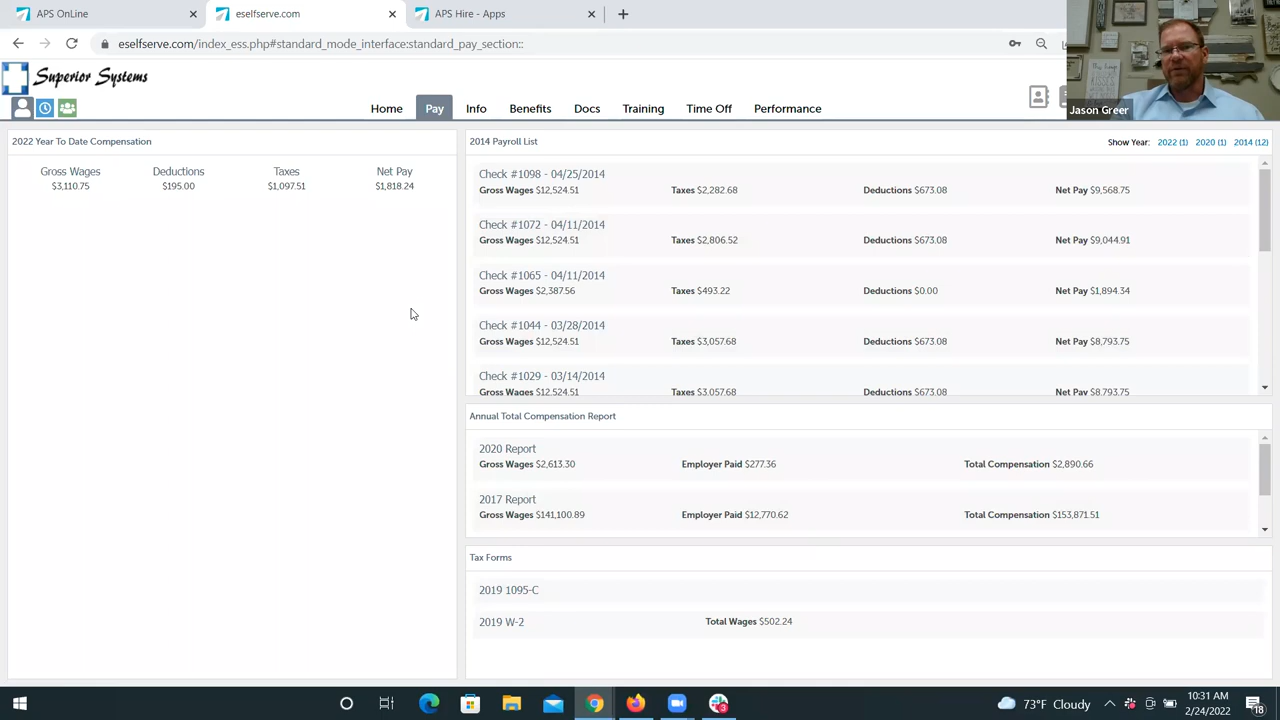 APS OnLine
eselfserve.com
APS Hire - Apps
eselfserve.com/index_ess.php#standard_mode_interface:standard_pay_section::
Superior Systems
Home Pay Info Benefits Docs Training Time Off Performance
Jason Greer
2022 Year To Date Compensation
Gross Wages Deductions Taxes Net Pay
$3,110.75 $195.00 $1,097.51 $1,818.24
2014 Payroll List Show Year: 2022 (1) 2020 (1) 2014 (12)
Check #1098 - 04/25/2014
Gross Wages $12,524.51 Taxes $2,282.68 Deductions $673.08 Net Pay $9,568.75
Check #1072 - 04/11/2014
Gross Wages $12,524.51 Taxes $2,806.52 Deductions $673.08 Net Pay $9,044.91
Check #1065 - 04/11/2014
Gross Wages $2,387.56 Taxes $493.22 Deductions $0.00 Net Pay $1,894.34
Check #1044 - 03/28/2014
Gross Wages $12,524.51 Taxes $3,057.68 Deductions $673.08 Net Pay $8,793.75
Check #1029 - 03/14/2014
Gross Wages $12,524.51 Taxes $3,057.68 Deductions $673.08 Net Pay $8,793.75
Annual Total Compensation Report
2020 Report
Gross Wages $2,613.30 Employer Paid $277.36 Total Compensation $2,890.66
2017 Report
Gross Wages $141,100.89 Employer Paid $12,770.62 Total Compensation $153,871.51
Tax Forms
2019 1095-C
2019 W-2 Total Wages $502.24
73°F Cloudy
10:31 AM
2/24/2022
3
18